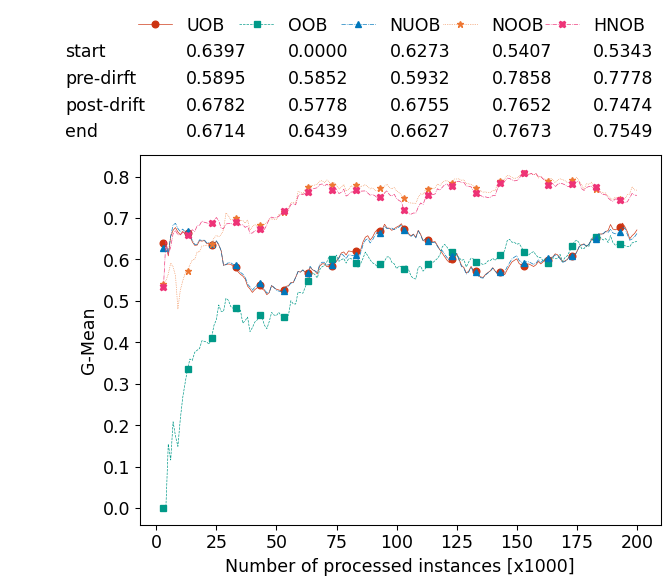 UOB OOB NUOB NOOB HNOB
start 0.6397 0.0000 0.6273 0.5407 0.5343
pre-dirft 0.5895 0.5852 0.5932 0.7858 0.7778
post-drift 0.6782 0.5778 0.6755 0.7652 0.7474
end 0.6714 0.6439 0.6627 0.7673 0.7549
0.8
0.7
0.6
0.5
0.4
0.3
0.2
0.1
0.0
G-Mean
0 25 50 75 100 125 150 175 200
Number of processed instances [x1000]